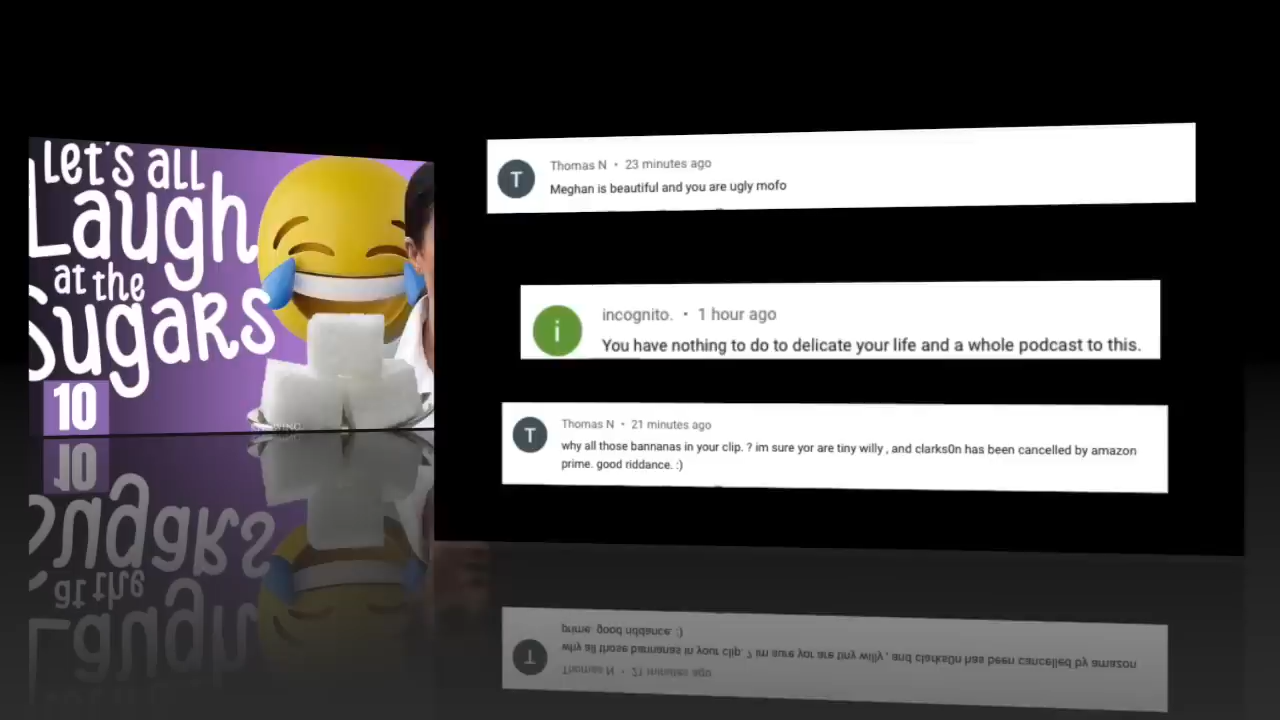 Let's all
Laugh
at the
Sugars
10
T
Thomas N • 23 minutes ago
Meghan is beautiful and you are ugly mofo
i
incognito. • 1 hour ago
You have nothing to do to delicate your life and a whole podcast to this.
T
Thomas N • 21 minutes ago
why all those bannanas in your clip. ? im sure yor are tiny willy , and clarks0n has been cancelled by amazon
prime. good riddance. :)